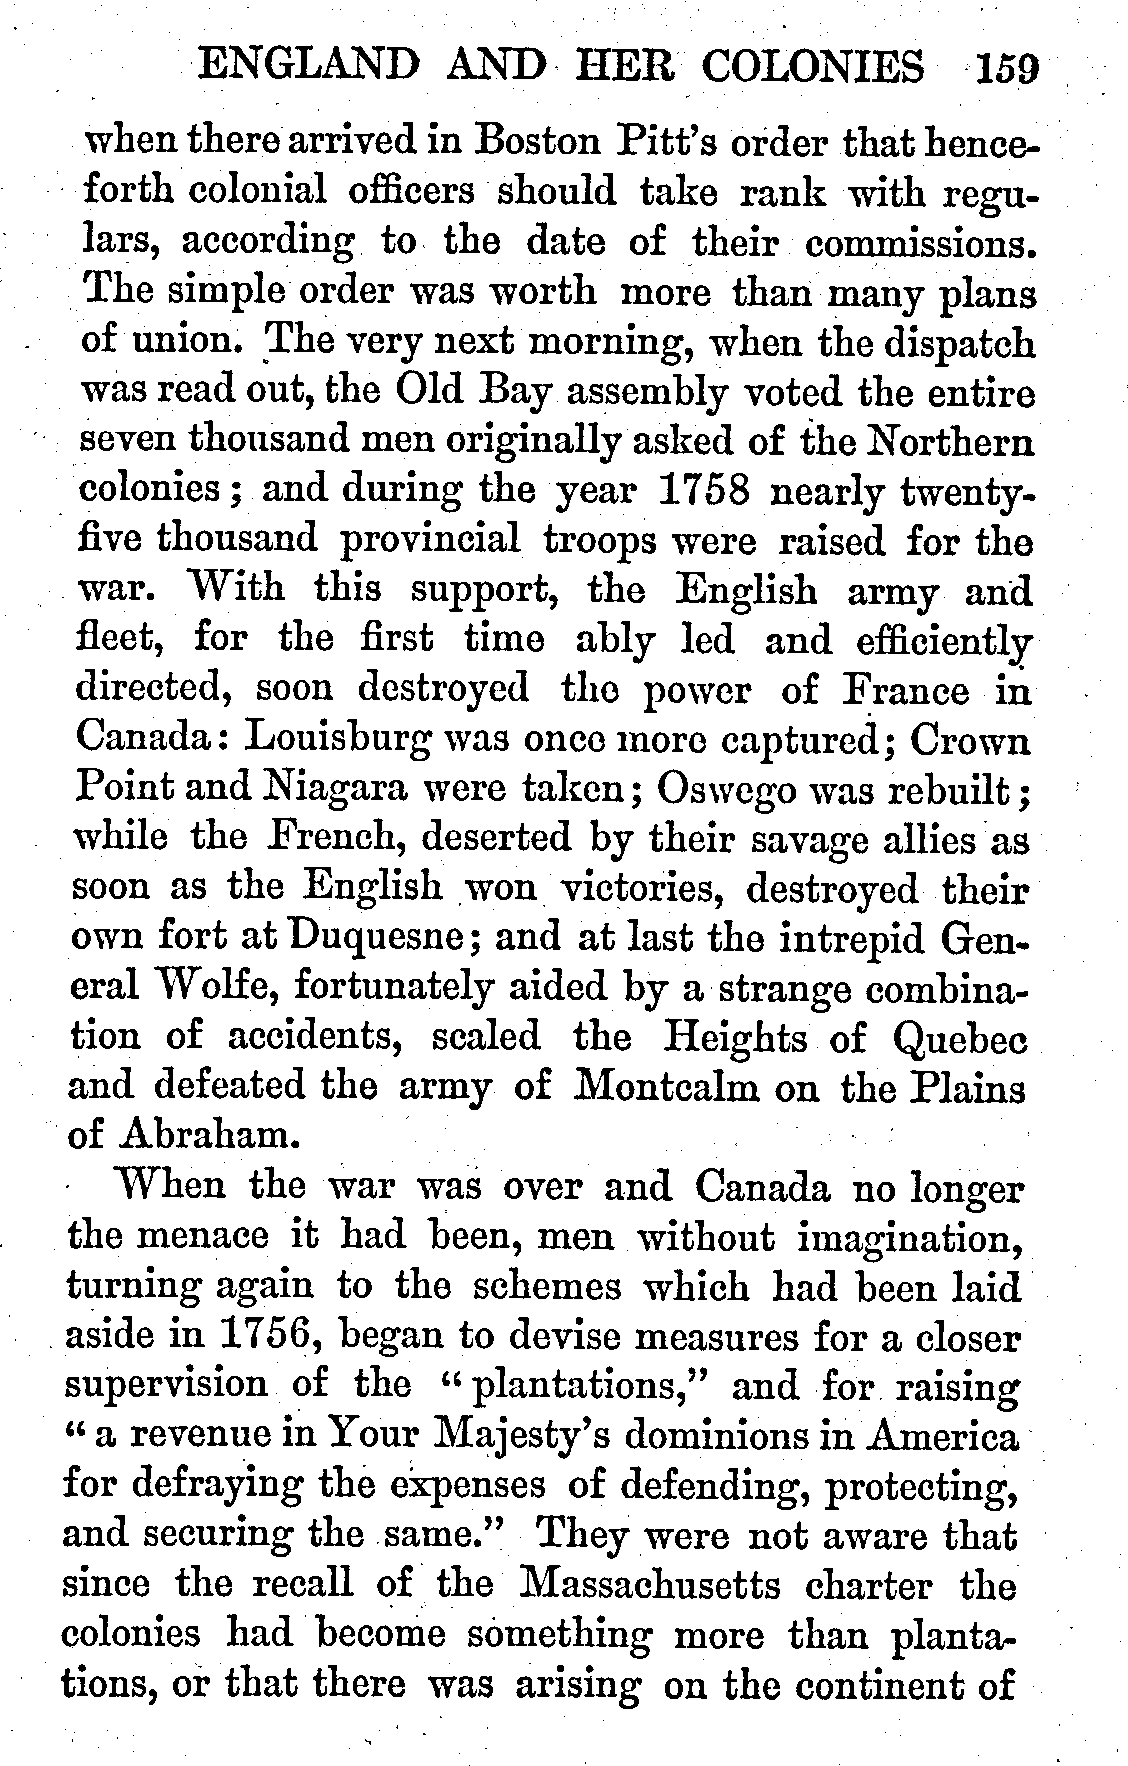 ENGLAND AND HER COLONIES 159
when there arrived in Boston Pitt's order that hence-
forth colonial officers should take rank with regu-
lars, according to the date of their commissions.
The simple order was worth more than many plans
of union. The very next morning, when the dispatch
was read out, the Old Bay assembly voted the entire
seven thousand men originally asked of the Northern
colonies; and during the year 1758 nearly twenty-
five thousand provincial troops were raised for the
war. With this support, the English army and
fleet, for the first time ably led and efficiently
directed, soon destroyed the power of France in
Canada: Louisburg was once more captured; Crown
Point and Niagara were taken; Oswego was rebuilt;
while the French, deserted by their savage allies as
soon as the English won victories, destroyed their
own fort at Duquesne; and at last the intrepid Gen-
eral Wolfe, fortunately aided by a strange combina-
tion of accidents, scaled the Heights of Quebec
and defeated the army of Montcalm on the Plains
of Abraham.
When the war was over and Canada no longer
the menace it had been, men without imagination,
turning again to the schemes which had been laid
aside in 1756, began to devise measures for a closer
supervision of the "plantations," and for raising
"a revenue in Your Majesty's dominions in America
for defraying the expenses of defending, protecting,
and securing the same." They were not aware that
since the recall of the Massachusetts charter the
colonies had become something more than planta-
tions, or that there was arising on the continent of